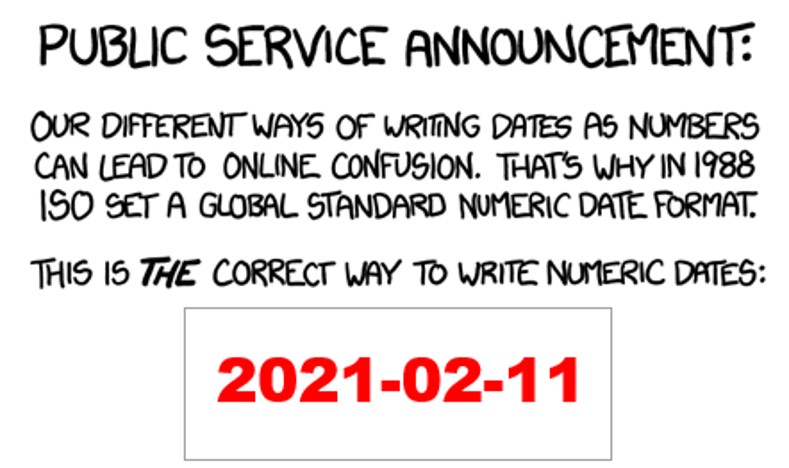 PUBLIC SERVICE ANNOUNCEMENT:
OUR DIFFERENT WAYS OF WRITING DATES AS NUMBERS
CAN LEAD TO ONLINE CONFUSION. THAT'S WHY IN 1988
ISO SET A GLOBAL STANDARD NUMERIC DATE FORMAT.
THIS IS THE CORRECT WAY TO WRITE NUMERIC DATES:
2021-02-11